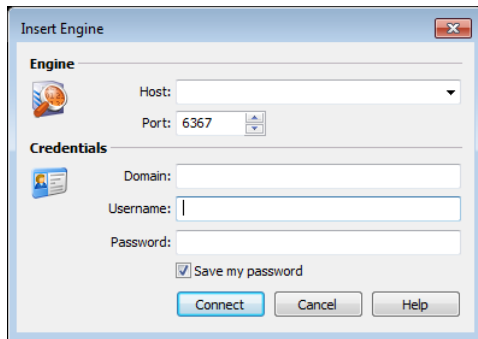 Insert Engine
Engine
Host:
Port: 6367
Credentials
Domain:
Username:
Password:
Save my password
Connect Cancel Help